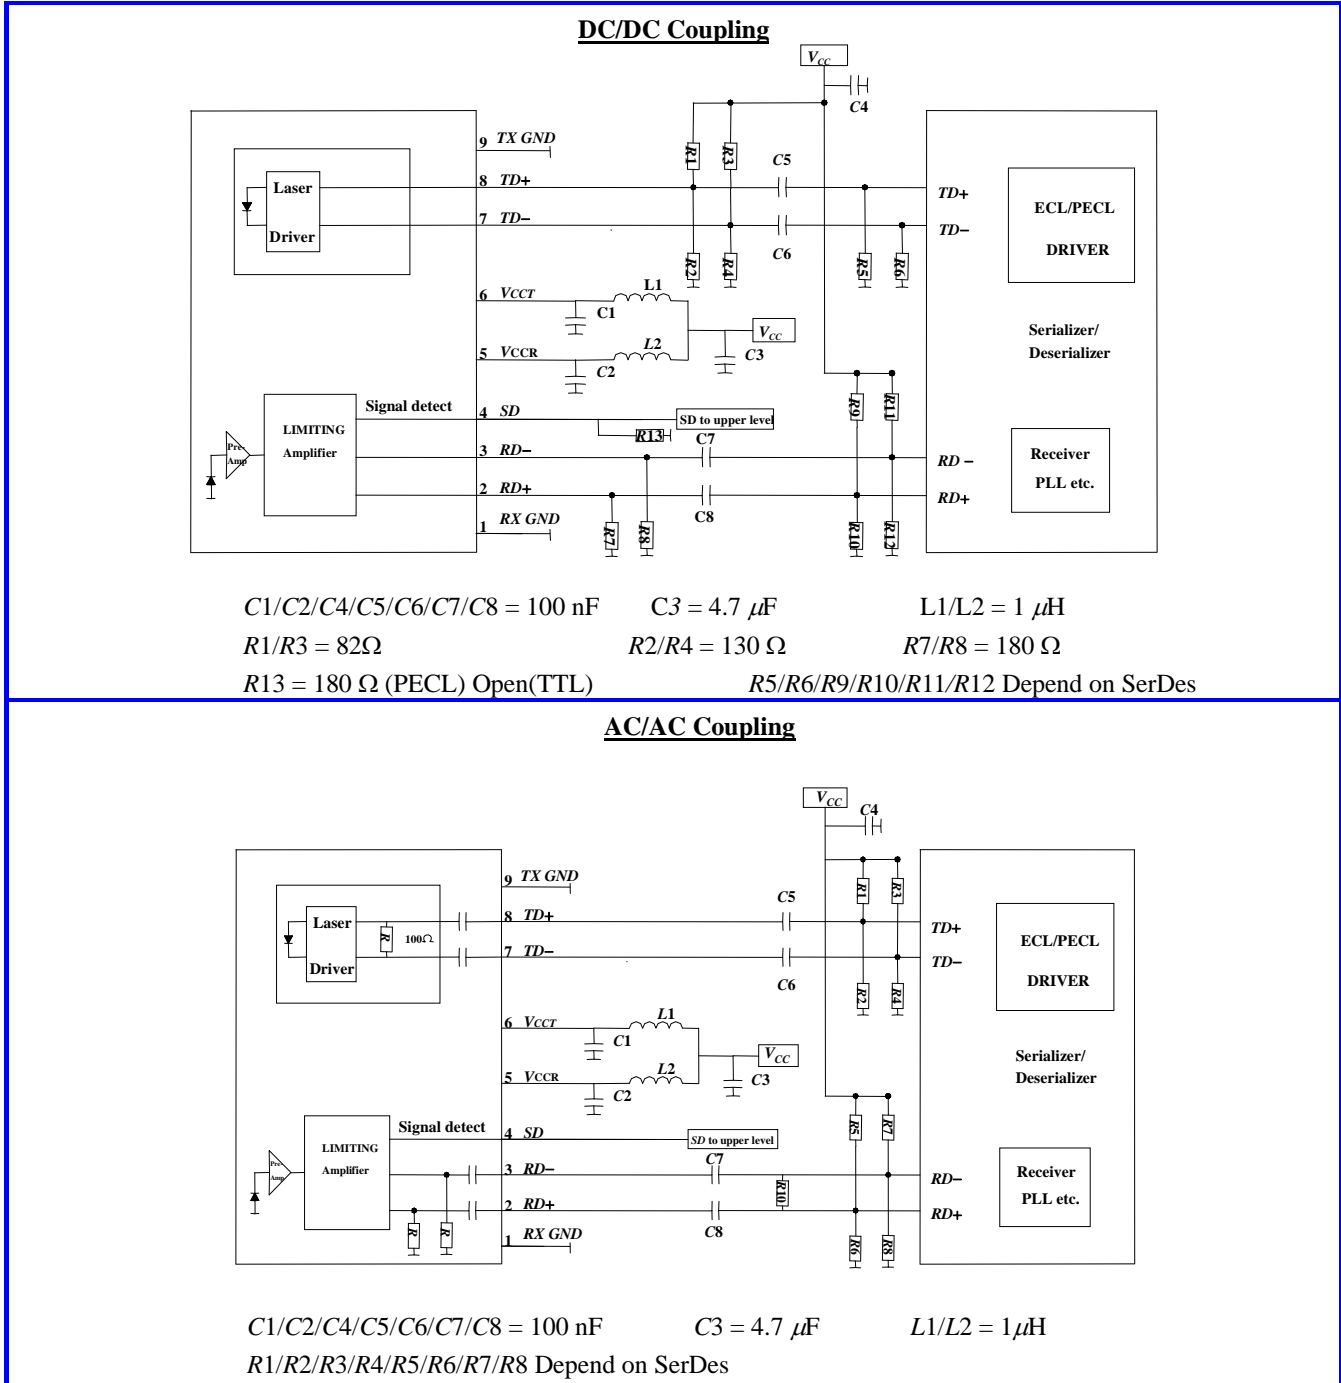 DC/DC Coupling
VCC
C4
9 TX GND
R1
R3
C5
Laser
8 TD+
TD+
ECL/PECL
7 TD−
TD−
Driver
C6
DRIVER
R2
R4
R5
R6
6 VCCT
L1
C1
VCC
Serializer/
5 VCCR
L2
C3
Deserializer
C2
R9
R11
Signal detect
4 SD
SD to upper level
LIMITING
R13
C7
Pre-
Amplifier
3 RD−
RD −
Receiver
Amp
2 RD+
RD+
PLL etc.
C8
1 RX GND
R7
R8
R10
R12
C1/C2/C4/C5/C6/C7/C8 = 100 nF C3 = 4.7 μF L1/L2 = 1 μH
R1/R3 = 82Ω R2/R4 = 130 Ω R7/R8 = 180 Ω
R13 = 180 Ω (PECL) Open(TTL) R5/R6/R9/R10/R11/R12 Depend on SerDes
AC/AC Coupling
VCC
C4
9 TX GND
R1
R3
C5
Laser
8 TD+
TD+
R
100Ω
ECL/PECL
7 TD−
TD−
Driver
C6
DRIVER
R2
R4
6 VCCT
L1
C1
VCC
Serializer/
5 VCCR
L2
C3
Deserializer
C2
R5
R7
Signal detect
4 SD
SD to upper level
LIMITING
C7
Pre-
Amplifier
3 RD−
RD−
Receiver
Amp
R10
2 RD+
RD+
PLL etc.
C8
R
R
1 RX GND
R6
R8
C1/C2/C4/C5/C6/C7/C8 = 100 nF C3 = 4.7 μF L1/L2 = 1μH
R1/R2/R3/R4/R5/R6/R7/R8 Depend on SerDes